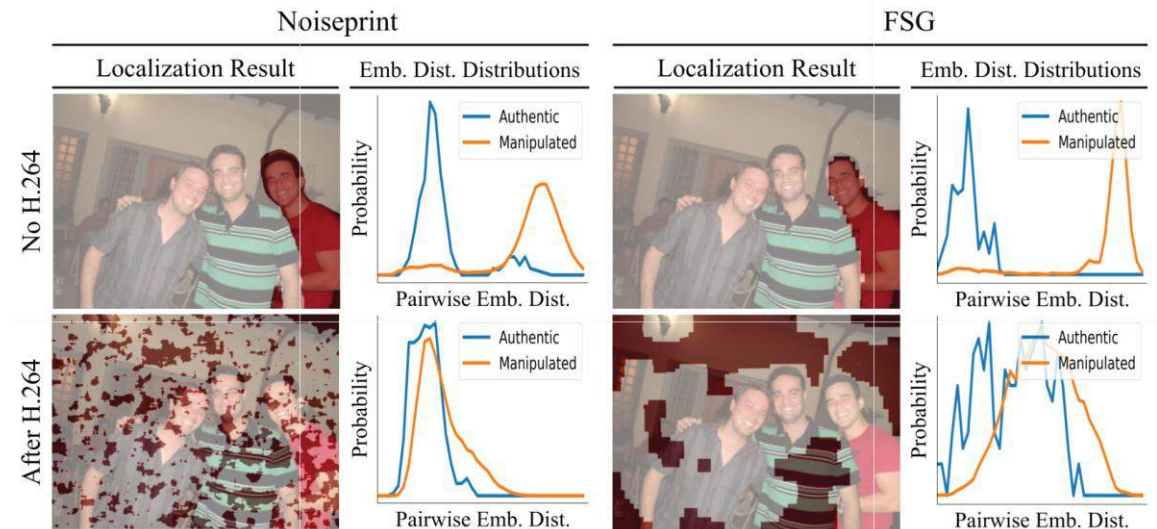 Noiseprint
FSG
Localization Result
Emb. Dist. Distributions
Localization Result
Emb. Dist. Distributions
No H.264
Probability
Authentic
Manipulated
Pairwise Emb. Dist.
Probability
Authentic
Manipulated
Pairwise Emb. Dist.
After H.264
Probability
Authentic
Manipulated
Pairwise Emb. Dist.
Probability
Authentic
Manipulated
Pairwise Emb. Dist.